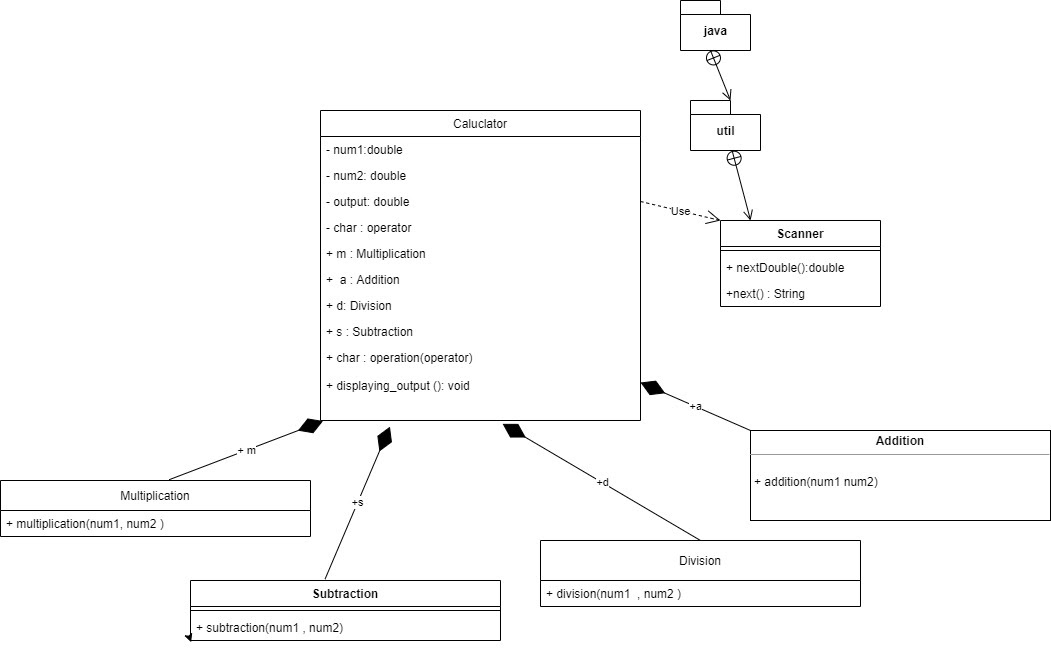 java
util
Caluclator
- num1:double
- num2: double
- output: double
- char : operator
+ m : Multiplication
+  a : Addition
+ d: Division
+ s : Subtraction
+ char : operation(operator)
+ displaying_output (): void
Use
Scanner
+ nextDouble():double
+next() : String
+ m
+s
+d
+a
Multiplication
+ multiplication(num1, num2 )
Subtraction
+ subtraction(num1 , num2)
Division
+ division(num1  , num2 )
Addition
+ addition(num1 num2)